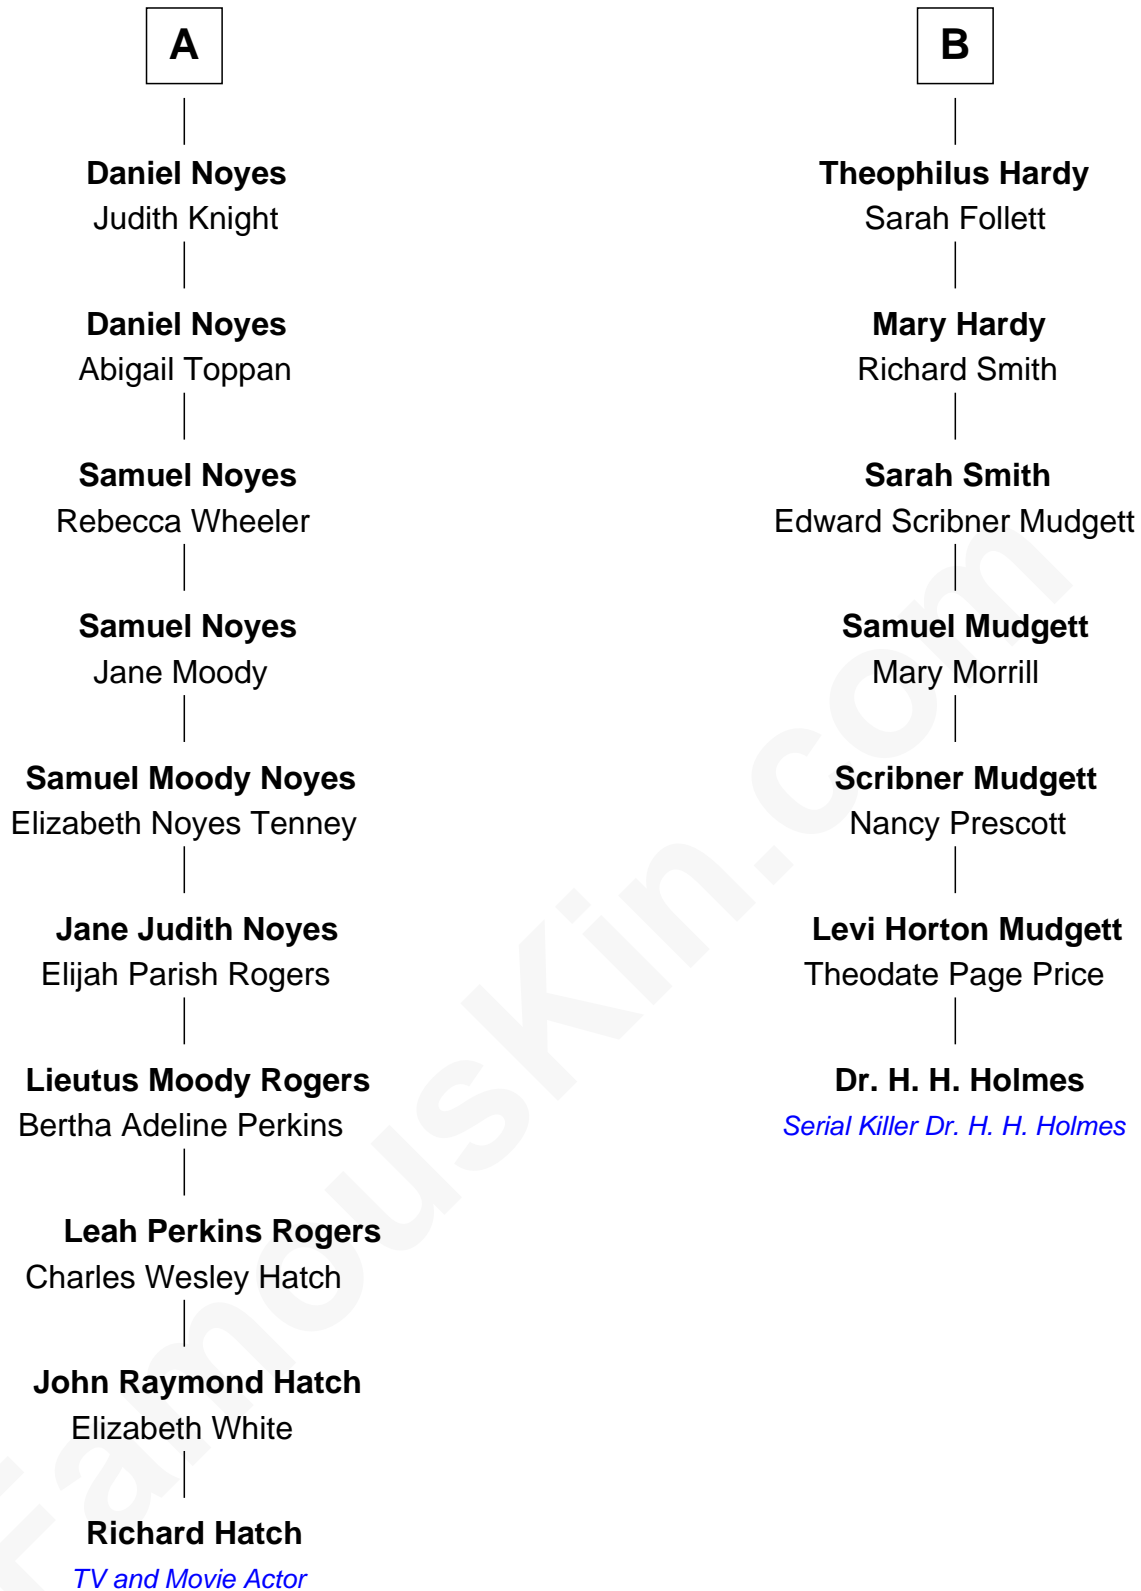 A
Daniel Noyes
Judith Knight
Daniel Noyes
Abigail Toppan
Samuel Noyes
Rebecca Wheeler
Samuel Noyes
Jane Moody
Samuel Moody Noyes
Elizabeth Noyes Tenney
Jane Judith Noyes
Elijah Parish Rogers
Lieutus Moody Rogers
Bertha Adeline Perkins
Leah Perkins Rogers
Charles Wesley Hatch
John Raymond Hatch
Elizabeth White
Richard Hatch
TV and Movie Actor
B
Theophilus Hardy
Sarah Follett
Mary Hardy
Richard Smith
Sarah Smith
Edward Scribner Mudgett
Samuel Mudgett
Mary Morrill
Scribner Mudgett
Nancy Prescott
Levi Horton Mudgett
Theodate Page Price
Dr. H. H. Holmes
Serial Killer Dr. H. H. Holmes
FamousKin.com